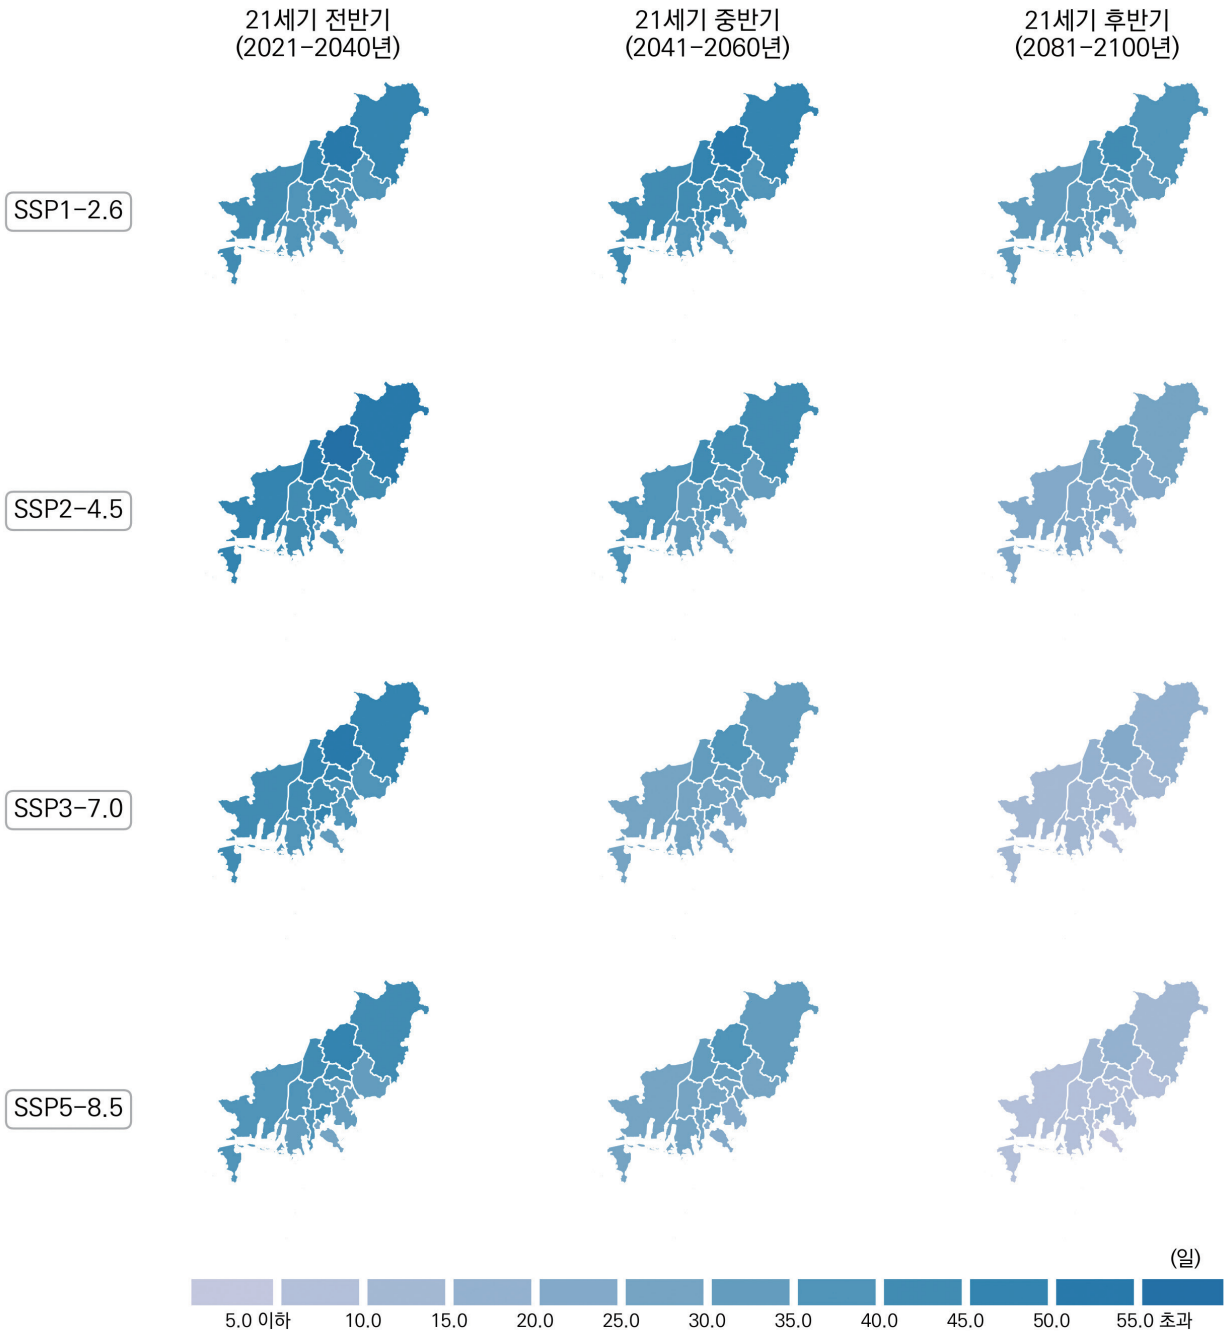 21세기 전반기
(2021-2040년)
21세기 중반기
(2041-2060년)
21세기 후반기
(2081-2100년)
SSP1-2.6
SSP2-4.5
SSP3-7.0
SSP5-8.5
(일)
5.0 이하 10.0 15.0 20.0 25.0 30.0 35.0 40.0 45.0 50.0 55.0 초과